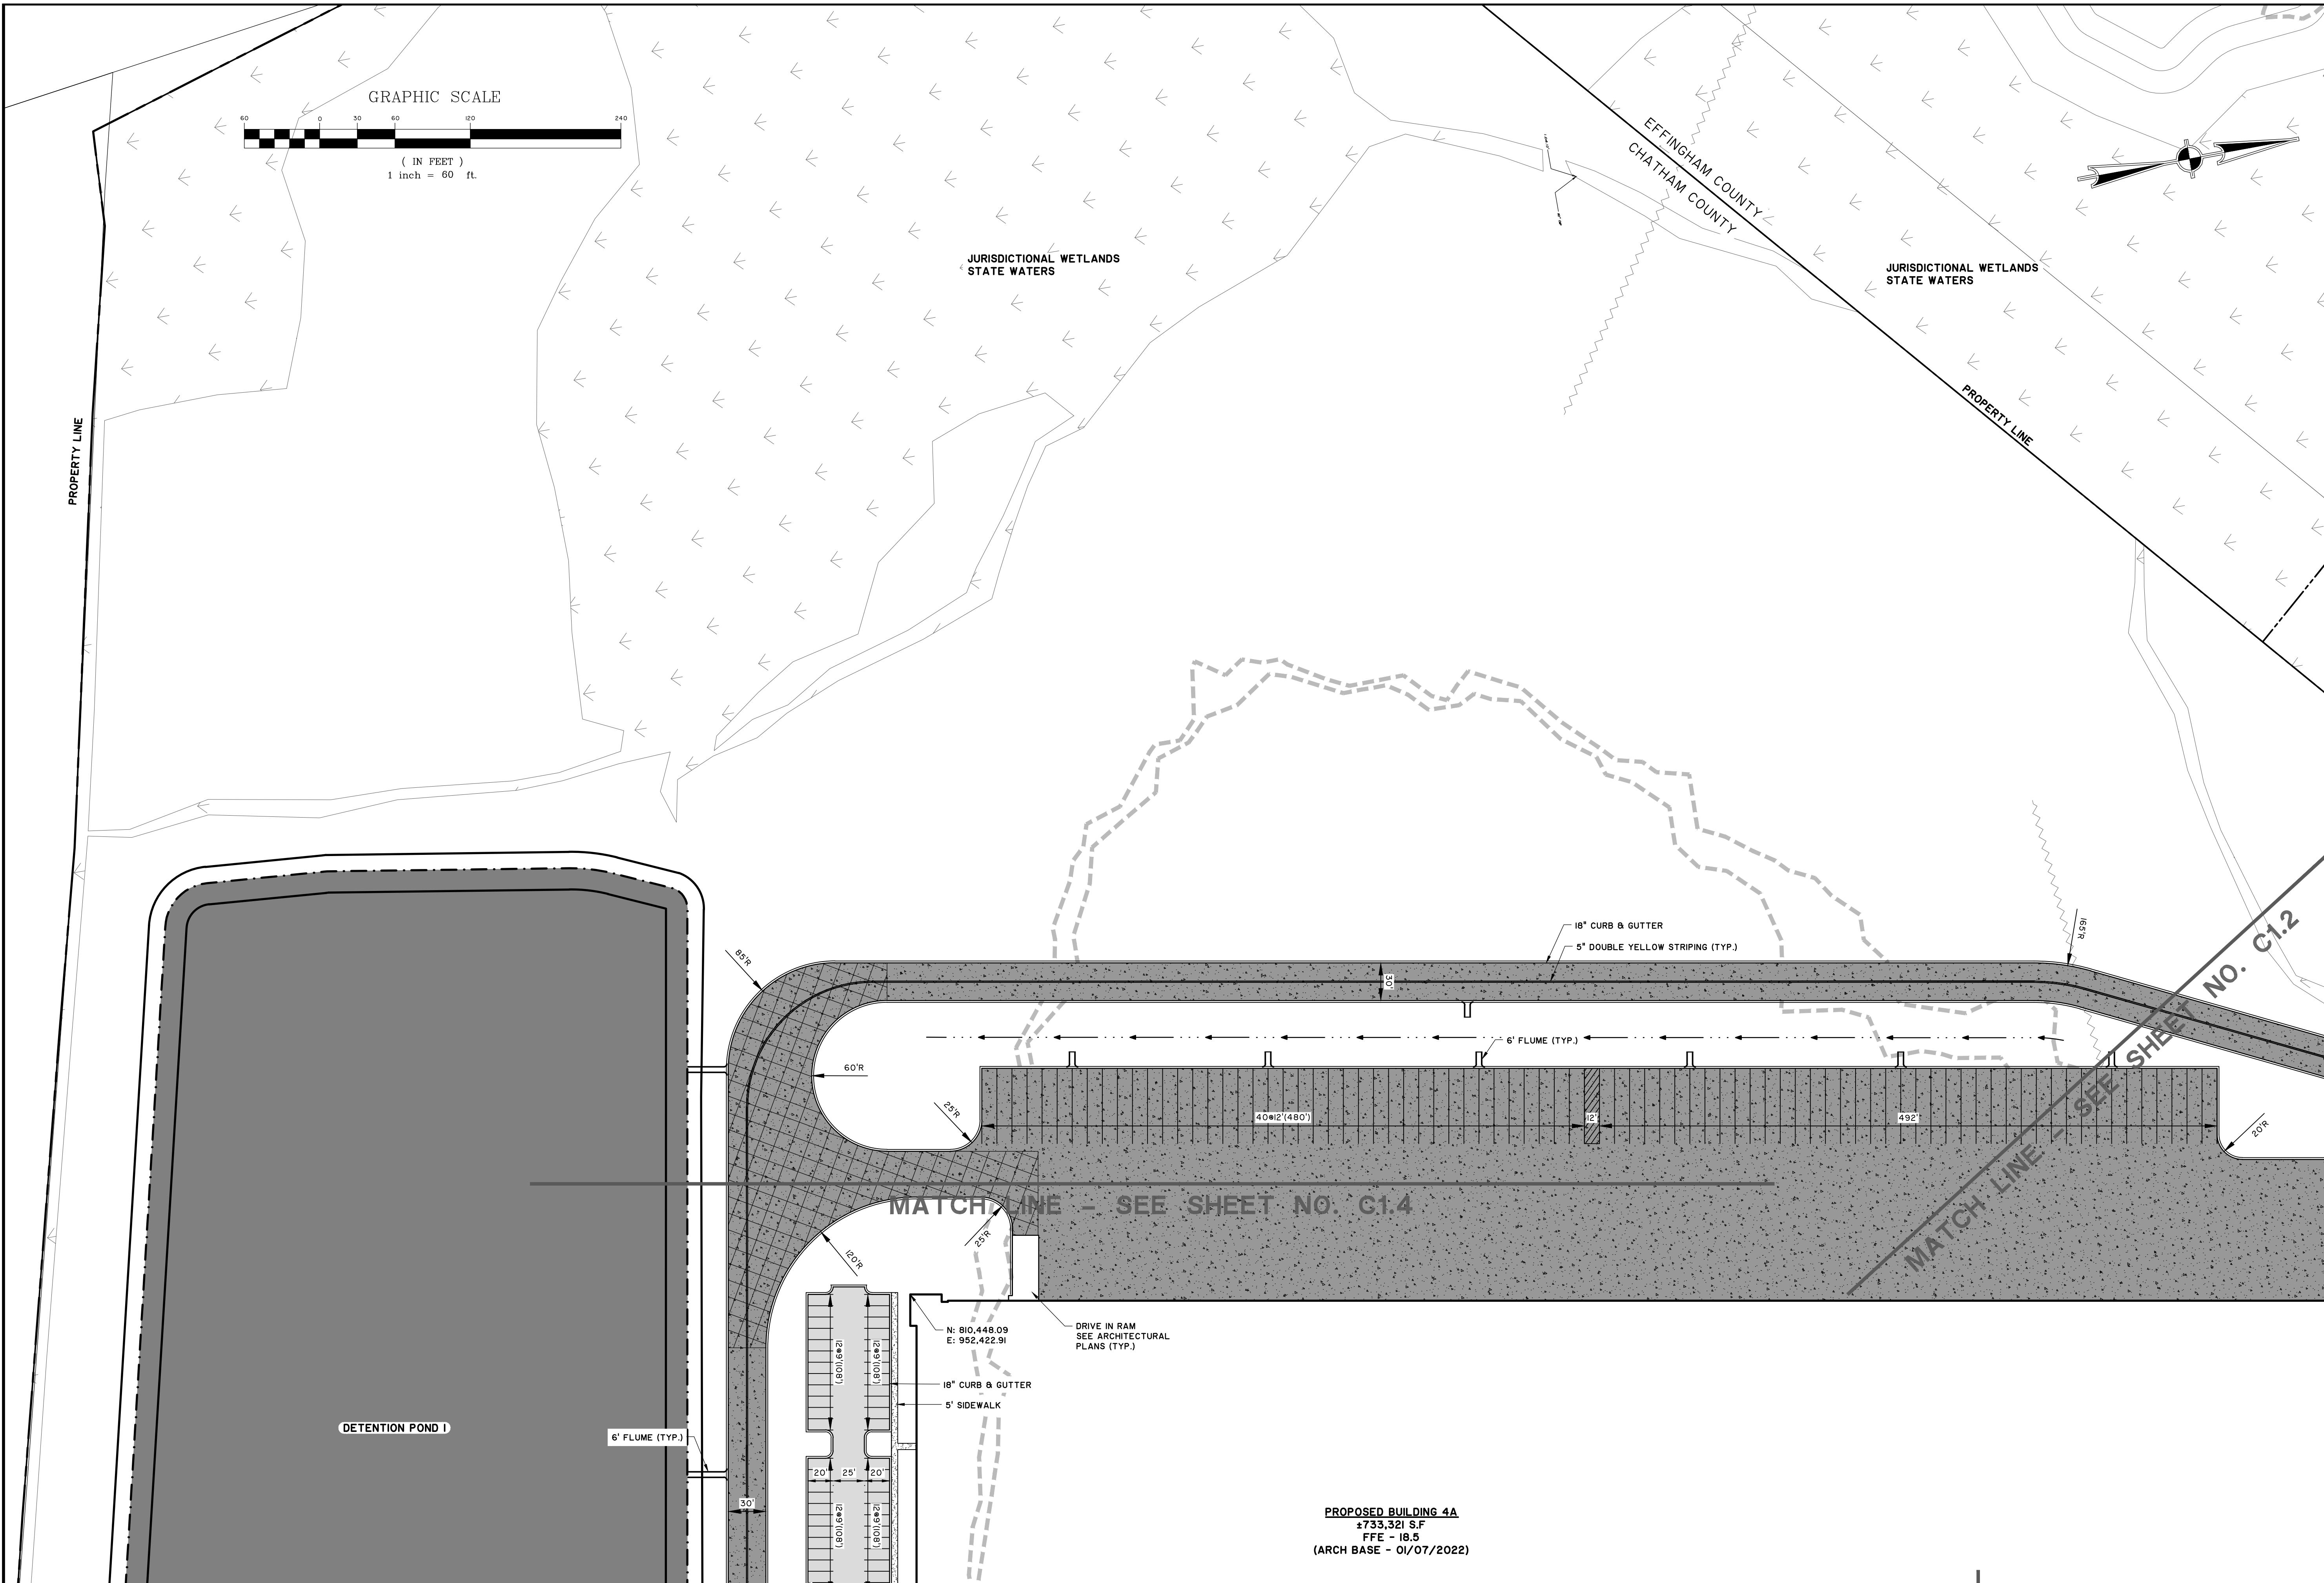 GRAPHIC SCALE
60 0 30 60 120 240
( IN FEET )
1 inch = 60 ft.
EFFINGHAM COUNTY
CHATHAM COUNTY
JURISDICTIONAL WETLANDS
STATE WATERS
JURISDICTIONAL WETLANDS
STATE WATERS
PROPERTY LINE
PROPERTY LINE
18" CURB & GUTTER
5" DOUBLE YELLOW STRIPING (TYP.)
165'R
85'R
30'
6' FLUME (TYP.)
60'R
25'R
40@12'(480')
12'
492'
20'R
MATCH LINE - SEE SHEET NO. C1.2
MATCH LINE - SEE SHEET NO. C1.4
25'R
120'R
N: 810,448.09
E: 952,422.91
DRIVE IN RAM
SEE ARCHITECTURAL
PLANS (TYP.)
12@9'(108')
12@9'(108')
18" CURB & GUTTER
5' SIDEWALK
DETENTION POND 1
6' FLUME (TYP.)
20' 25' 20'
30'
12@9'(108')
12@9'(108')
PROPOSED BUILDING 4A
±733,321 S.F
FFE - 18.5
(ARCH BASE - 01/07/2022)